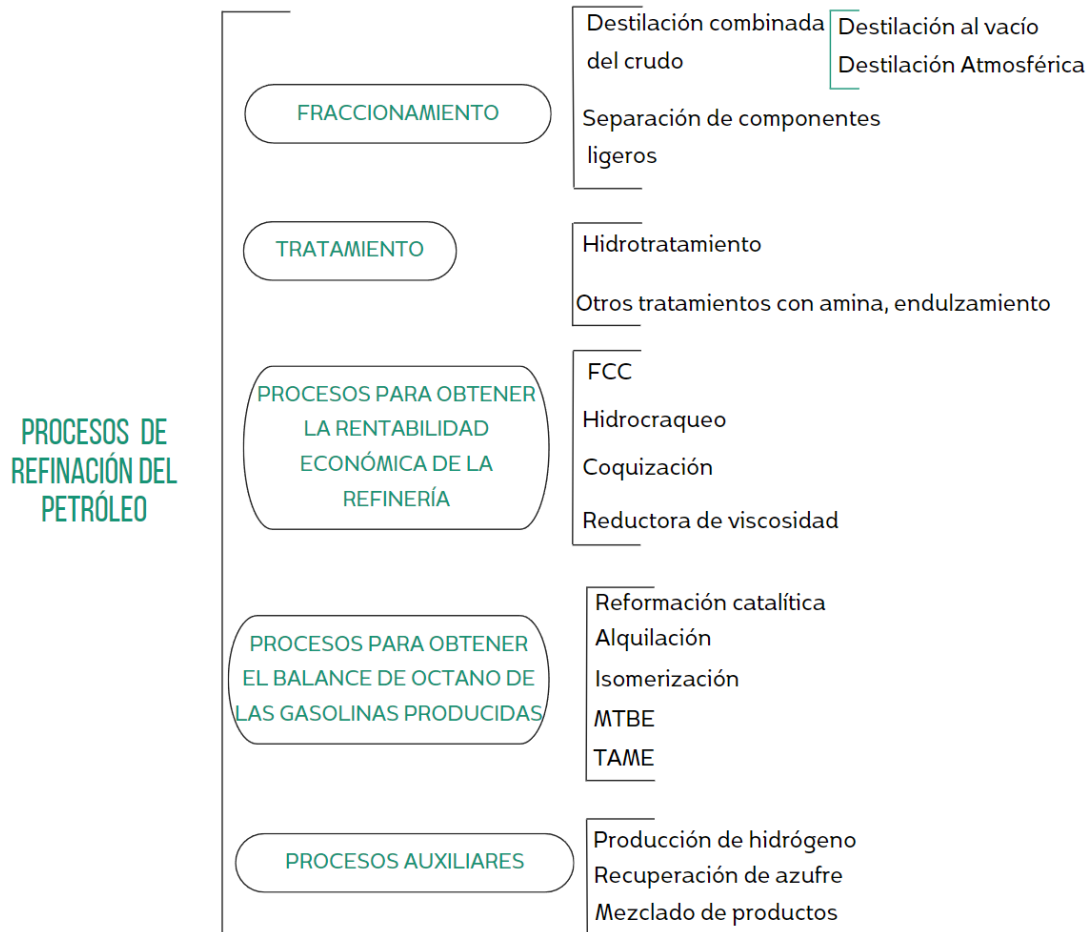 PROCESOS DE
REFINACIÓN DEL
PETRÓLEO
FRACCIONAMIENTO
Destilación combinada
del crudo
Destilación al vacío
Destilación Atmosférica
Separación de componentes
ligeros
TRATAMIENTO
Hidrotratamiento
Otros tratamientos con amina, endulzamiento
PROCESOS PARA OBTENER
LA RENTABILIDAD
ECONÓMICA DE LA
REFINERÍA
FCC
Hidrocraqueo
Coquización
Reductora de viscosidad
PROCESOS PARA OBTENER
EL BALANCE DE OCTANO DE
LAS GASOLINAS PRODUCIDAS
Reformación catalítica
Alquilación
Isomerización
MTBE
TAME
PROCESOS AUXILIARES
Producción de hidrógeno
Recuperación de azufre
Mezclado de productos